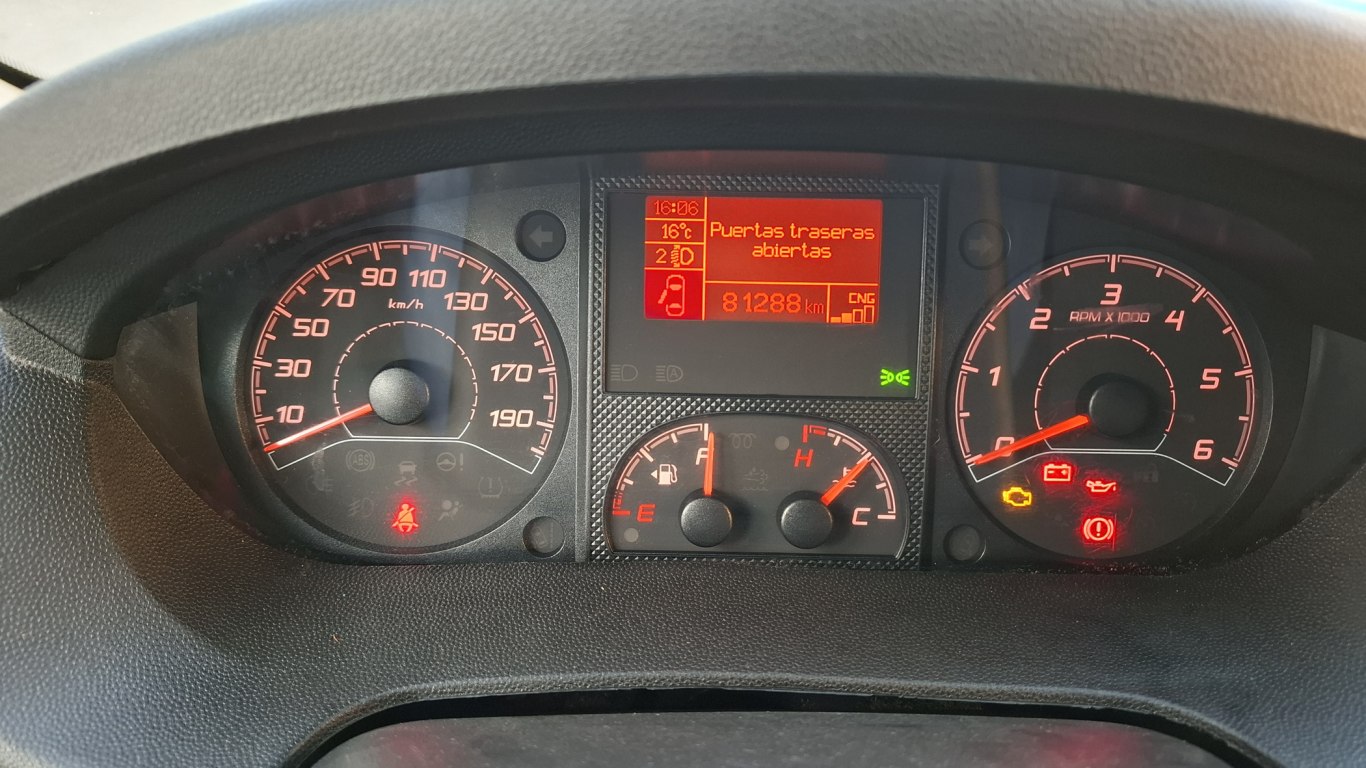 16:06
16°c
2
Puertas traseras
abiertas
81288 km
CNG
10
30
50
70
90
110
130
150
170
190
km/h
ABS
!
A
E
F
H
C
0
1
2
3
4
5
6
RPM X 1000